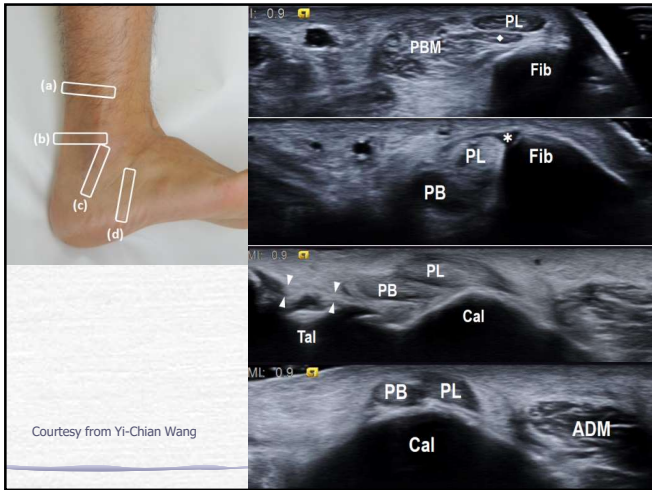 (a)
(b)
(c)
(d)
Courtesy from Yi-Chian Wang
0.9
PL
PBM
Fib
*
PL
Fib
PB
MI: 0.9
PL
PB
Cal
Tal
0.9
PB
PL
ADM
Cal